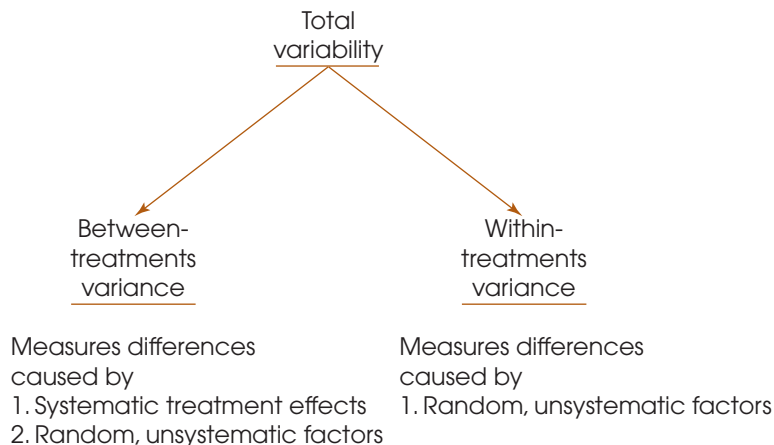 Total
variability
Between-
treatments
variance
Within-
treatments
variance
Measures differences
caused by
1. Systematic treatment effects
2. Random, unsystematic factors
Measures differences
caused by
1. Random, unsystematic factors